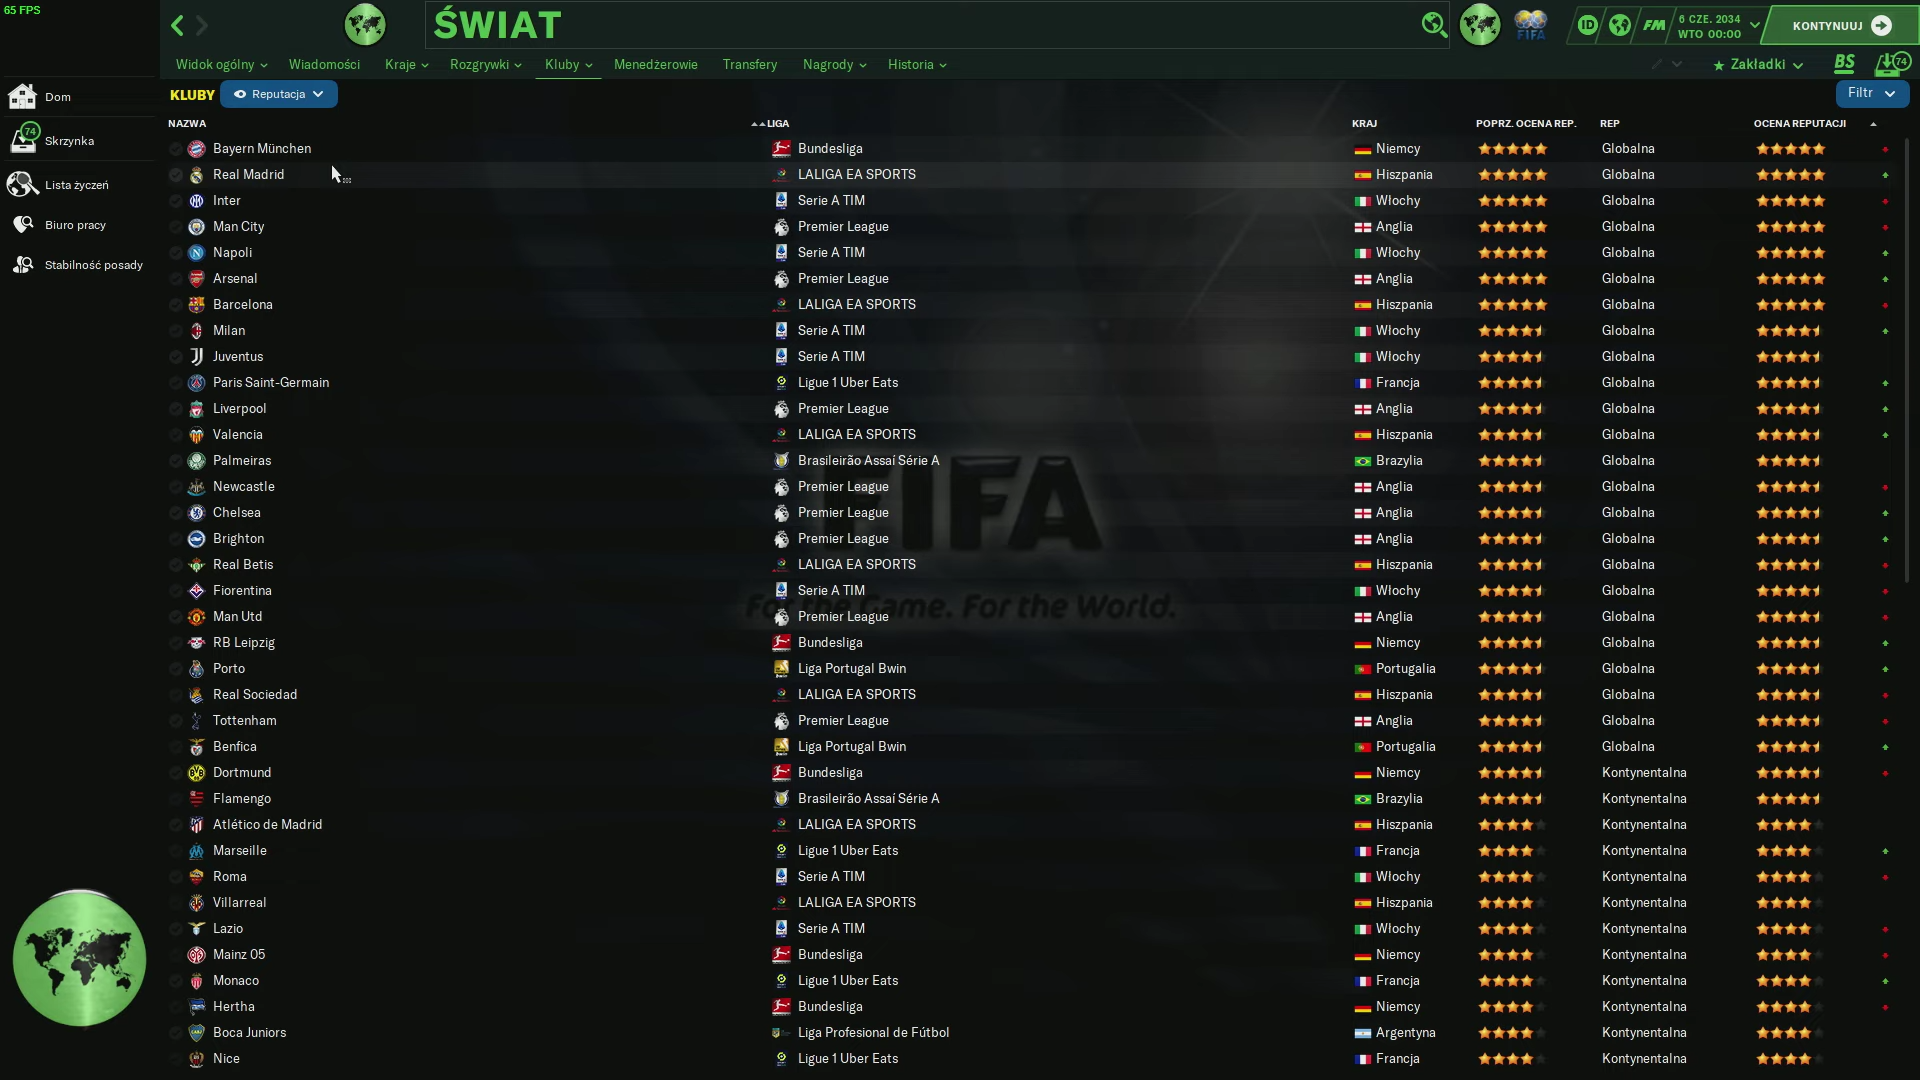 65 FPS
ŚWIAT
FIFA
ID
FM
6 CZE. 2034
WTO 00:00
KONTYNUUJ
Widok ogólny
Wiadomości
Kraje
Rozgrywki
Kluby
Menedżerowie
Transfery
Nagrody
Historia
Zakładki
BS
74
Dom
74
Skrzynka
Lista życzeń
Biuro pracy
Stabilność posady
KLUBY
Reputacja
Filtr
NAZWA LIGA KRAJ POPRZ. OCENA REP. REP OCENA REPUTACJI
Bayern München Bundesliga Niemcy Globalna
Real Madrid LALIGA EA SPORTS Hiszpania Globalna
Inter Serie A TIM Włochy Globalna
Man City Premier League Anglia Globalna
Napoli Serie A TIM Włochy Globalna
Arsenal Premier League Anglia Globalna
Barcelona LALIGA EA SPORTS Hiszpania Globalna
Milan Serie A TIM Włochy Globalna
Juventus Serie A TIM Włochy Globalna
Paris Saint-Germain Ligue 1 Uber Eats Francja Globalna
Liverpool Premier League Anglia Globalna
Valencia LALIGA EA SPORTS Hiszpania Globalna
Palmeiras Brasileirão Assaí Série A Brazylia Globalna
Newcastle Premier League Anglia Globalna
Chelsea Premier League Anglia Globalna
Brighton Premier League Anglia Globalna
Real Betis LALIGA EA SPORTS Hiszpania Globalna
Fiorentina Serie A TIM Włochy Globalna
Man Utd Premier League Anglia Globalna
RB Leipzig Bundesliga Niemcy Globalna
Porto Liga Portugal Bwin Portugalia Globalna
Real Sociedad LALIGA EA SPORTS Hiszpania Globalna
Tottenham Premier League Anglia Globalna
Benfica Liga Portugal Bwin Portugalia Globalna
Dortmund Bundesliga Niemcy Kontynentalna
Flamengo Brasileirão Assaí Série A Brazylia Kontynentalna
Atlético de Madrid LALIGA EA SPORTS Hiszpania Kontynentalna
Marseille Ligue 1 Uber Eats Francja Kontynentalna
Roma Serie A TIM Włochy Kontynentalna
Villarreal LALIGA EA SPORTS Hiszpania Kontynentalna
Lazio Serie A TIM Włochy Kontynentalna
Mainz 05 Bundesliga Niemcy Kontynentalna
Monaco Ligue 1 Uber Eats Francja Kontynentalna
Hertha Bundesliga Niemcy Kontynentalna
Boca Juniors Liga Profesional de Fútbol Argentyna Kontynentalna
Nice Ligue 1 Uber Eats Francja Kontynentalna
FIFA
For the Game. For the World.